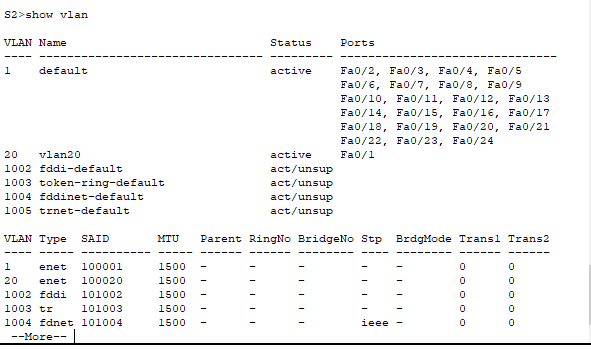 S2>show vlan
VLAN Name                             Status    Ports
---- -------------------------------- --------- -------------------------------
1    default                          active    Fa0/2, Fa0/3, Fa0/4, Fa0/5
                                                Fa0/6, Fa0/7, Fa0/8, Fa0/9
                                                Fa0/10, Fa0/11, Fa0/12, Fa0/13
                                                Fa0/14, Fa0/15, Fa0/16, Fa0/17
                                                Fa0/18, Fa0/19, Fa0/20, Fa0/21
                                                Fa0/22, Fa0/23, Fa0/24
20   vlan20                           active    Fa0/1
1002 fddi-default                     act/unsup
1003 token-ring-default               act/unsup
1004 fddinet-default                  act/unsup
1005 trnet-default                    act/unsup
VLAN Type  SAID       MTU   Parent RingNo BridgeNo Stp  BrdgMode Trans1 Trans2
---- ----- ---------- ----- ------ ------ -------- ---- -------- ------ ------
1    enet  100001     1500  -      -      -        -    -        0      0
20   enet  100020     1500  -      -      -        -    -        0      0
1002 fddi  101002     1500  -      -      -        -    -        0      0
1003 tr    101003     1500  -      -      -        -    -        0      0
1004 fdnet 101004     1500  -      -      -        ieee -        0      0
 --More--